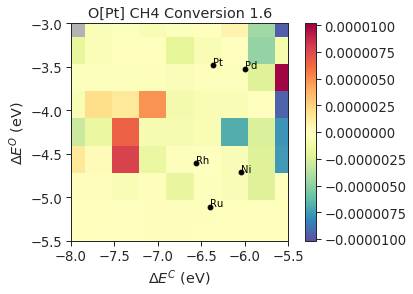 O[Pt] CH4 Conversion 1.6
ΔE^O (eV)
−3.0
−3.5
−4.0
−4.5
−5.0
−5.5
Pt
Pd
Rh
Ni
Ru
−8.0 −7.5 −7.0 −6.5 −6.0 −5.5
ΔE^C (eV)
0.0000100
0.0000075
0.0000050
0.0000025
0.0000000
−0.0000025
−0.0000050
−0.0000075
−0.0000100